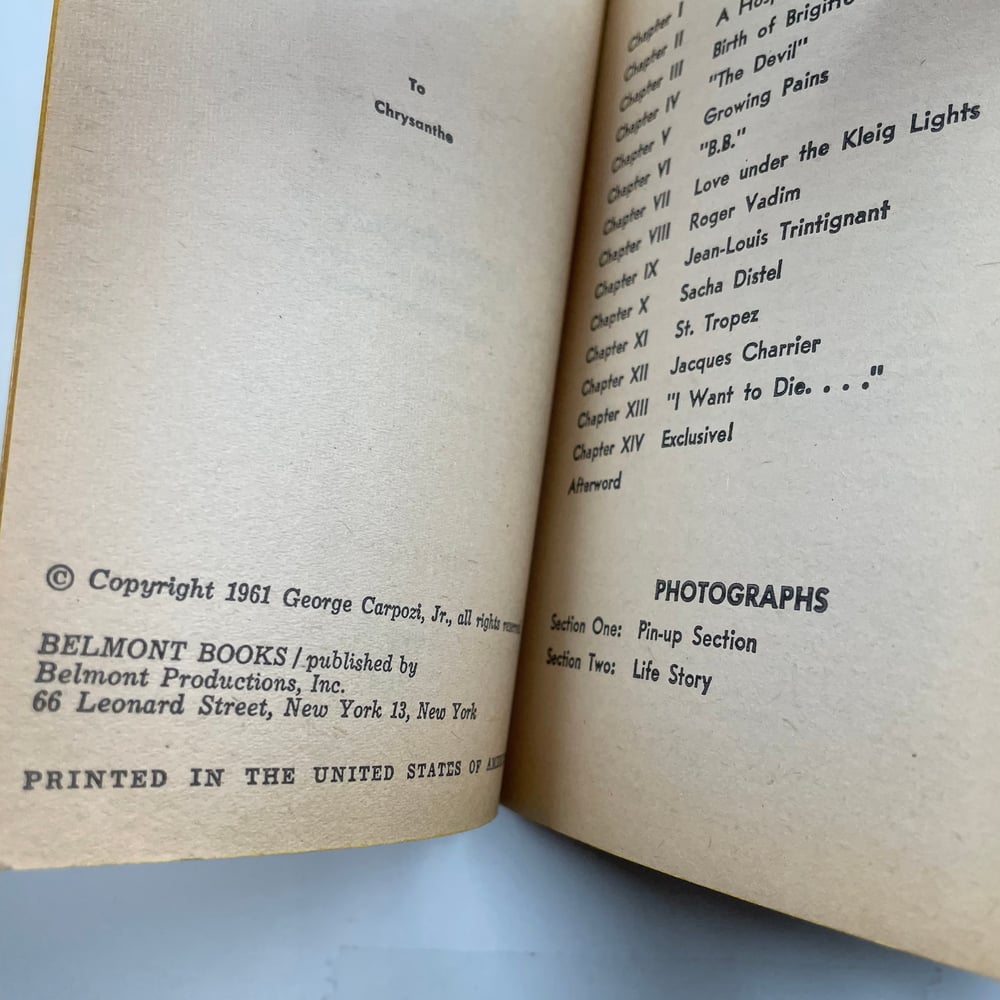 To
Chrysanthe
© Copyright 1961 George Carpozi, Jr., all rights reserved
BELMONT BOOKS / published by
Belmont Productions, Inc.
66 Leonard Street, New York 13, New York
PRINTED IN THE UNITED STATES OF
Chapter I
Chapter II A
Chapter III Birth of
Chapter IV "The Devil"
Chapter V Growing Pains
Chapter VI "B.B."
Chapter VII Love under the Kleig Lights
Chapter VIII Roger Vadim
Chapter IX Jean-Louis Trintignant
Chapter X Sacha Distel
Chapter XI St. Tropez
Chapter XII Jacques Charrier
Chapter XIII "I Want to Die. . . ."
Chapter XIV Exclusive!
Afterword
PHOTOGRAPHS
Section One: Pin-up Section
Section Two: Life Story